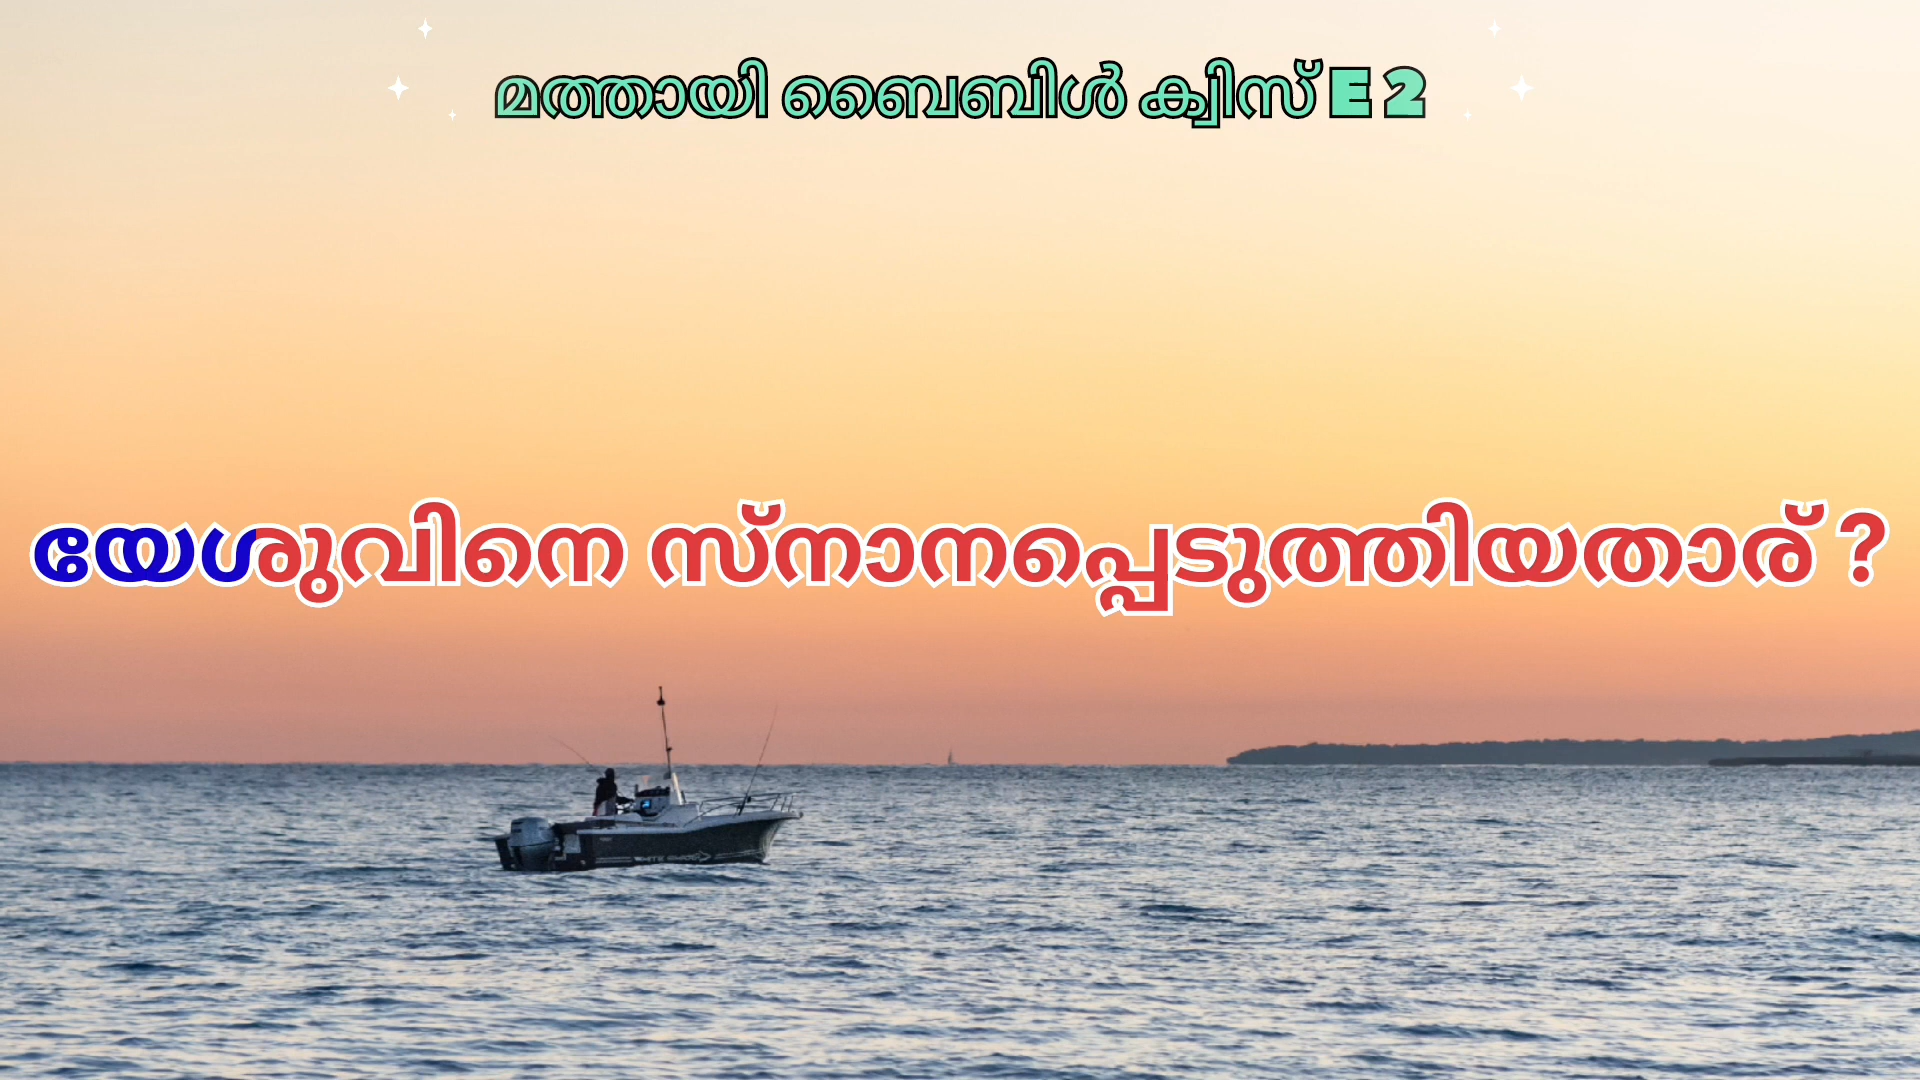 മത്തായി ബൈബിൾ ക്വിസ് E 2
യേശുവിനെ സ്നാനപ്പെടുത്തിയതാര് ?